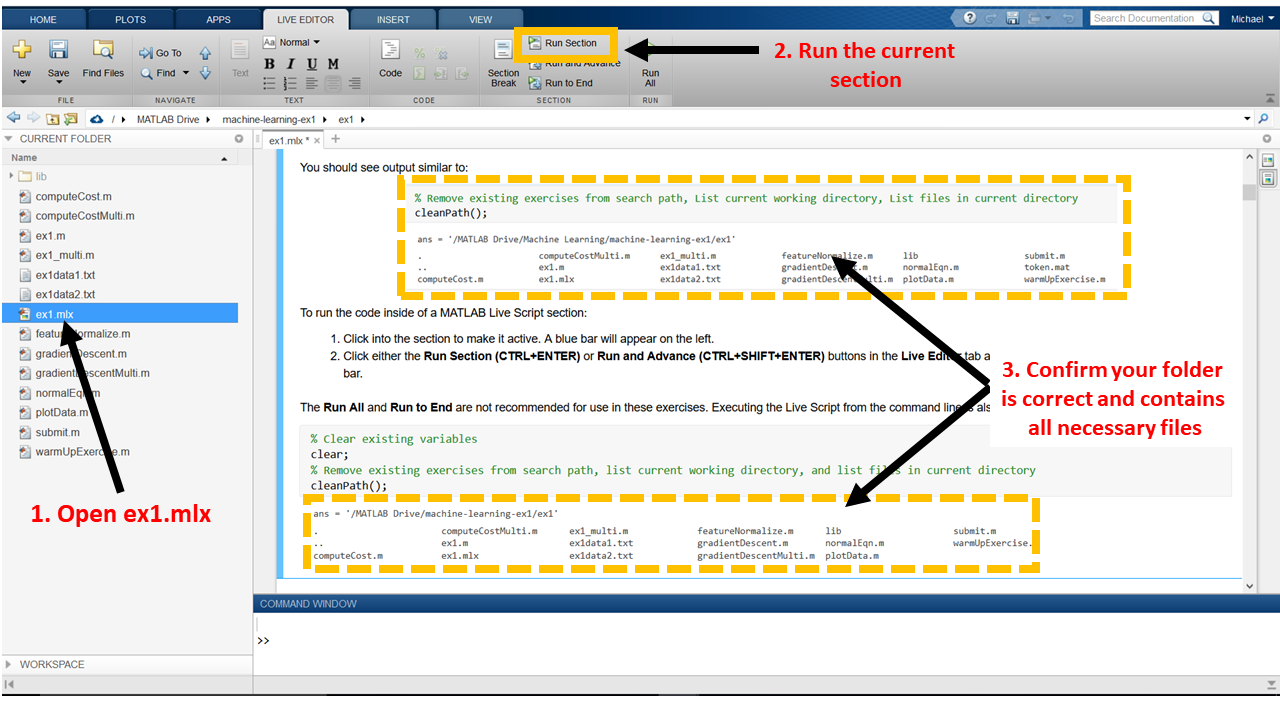 HOME PLOTS APPS LIVE EDITOR INSERT VIEW
Search Documentation Michael
New Save Find Files
Go To
Find
Text
Aa Normal
B I U M
Code
Section Break
Run Section
Run and Advance
Run to End
Run All
FILE NAVIGATE TEXT CODE SECTION RUN
2. Run the current
section
/ MATLAB Drive machine-learning-ex1 ex1
CURRENT FOLDER
Name
lib
computeCost.m
computeCostMulti.m
ex1.m
ex1_multi.m
ex1data1.txt
ex1data2.txt
ex1.mlx
featureNormalize.m
gradientDescent.m
gradientDescentMulti.m
normalEqn.m
plotData.m
submit.m
warmUpExercise.m
1. Open ex1.mlx
WORKSPACE
ex1.mlx * × +
You should see output similar to:
% Remove existing exercises from search path, List current working directory, List files in current directory
cleanPath();
ans = '/MATLAB Drive/Machine Learning/machine-learning-ex1/ex1'
. computeCostMulti.m ex1_multi.m featureNormalize.m lib submit.m
.. ex1.m ex1data1.txt gradientDescent.m normalEqn.m token.mat
computeCost.m ex1.mlx ex1data2.txt gradientDescentMulti.m plotData.m warmUpExercise.m
To run the code inside of a MATLAB Live Script section:
1. Click into the section to make it active. A blue bar will appear on the left.
2. Click either the Run Section (CTRL+ENTER) or Run and Advance (CTRL+SHIFT+ENTER) buttons in the Live Editor tab a
bar.
The Run All and Run to End are not recommended for use in these exercises. Executing the Live Script from the command line is als
3. Confirm your folder
is correct and contains
all necessary files
% Clear existing variables
clear;
% Remove existing exercises from search path, list current working directory, and list files in current directory
cleanPath();
ans = '/MATLAB Drive/machine-learning-ex1/ex1'
. computeCostMulti.m ex1_multi.m featureNormalize.m lib submit.m
.. ex1.m ex1data1.txt gradientDescent.m normalEqn.m warmUpExercise.
computeCost.m ex1.mlx ex1data2.txt gradientDescentMulti.m plotData.m
COMMAND WINDOW
>>